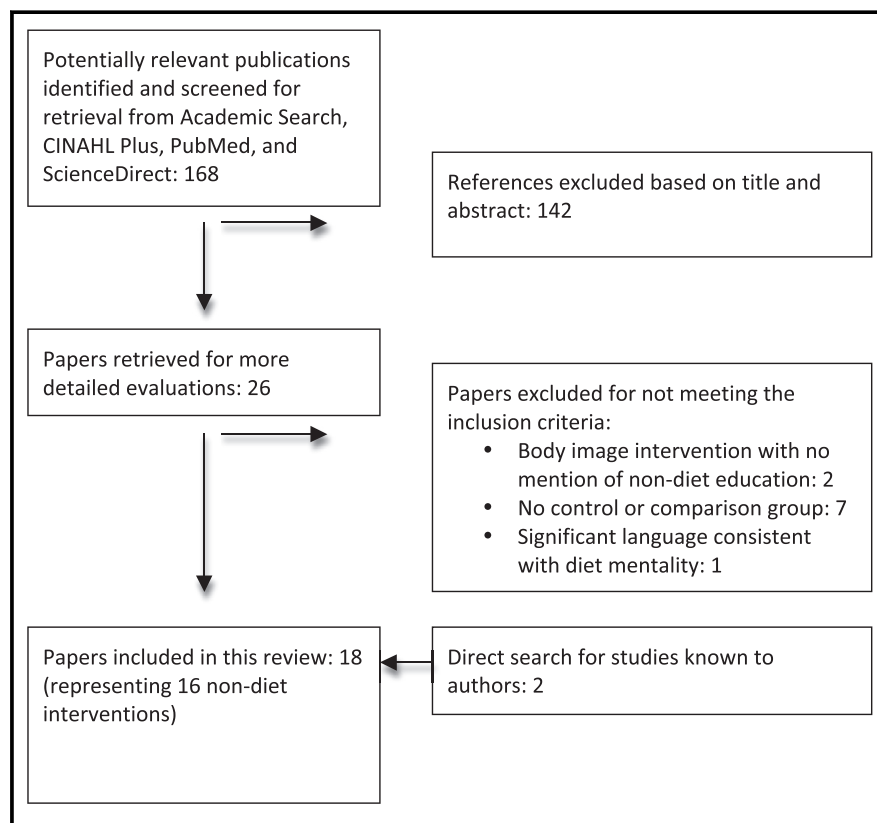 Potentially relevant publications
identified and screened for
retrieval from Academic Search,
CINAHL Plus, PubMed, and
ScienceDirect: 168
References excluded based on title and
abstract: 142
Papers retrieved for more
detailed evaluations: 26
Papers excluded for not meeting the
inclusion criteria:
• Body image intervention with no
mention of non-diet education: 2
• No control or comparison group: 7
• Significant language consistent
with diet mentality: 1
Papers included in this review: 18
(representing 16 non-diet
interventions)
Direct search for studies known to
authors: 2